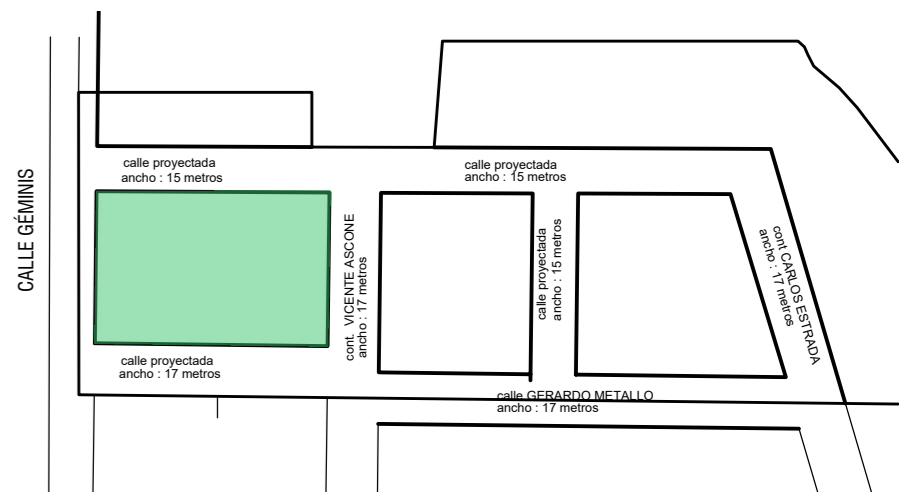 calle proyectada
ancho : 15 metros
calle proyectada
ancho : 15 metros
CALLE GÉMINIS
cont. VICENTE ASCONE
ancho : 17 metros
calle proyectada
ancho : 15 metros
cont CARLOS ESTRADA
ancho : 17 metros
calle proyectada
ancho : 17 metros
calle GERARDO METALLO
ancho : 17 metros